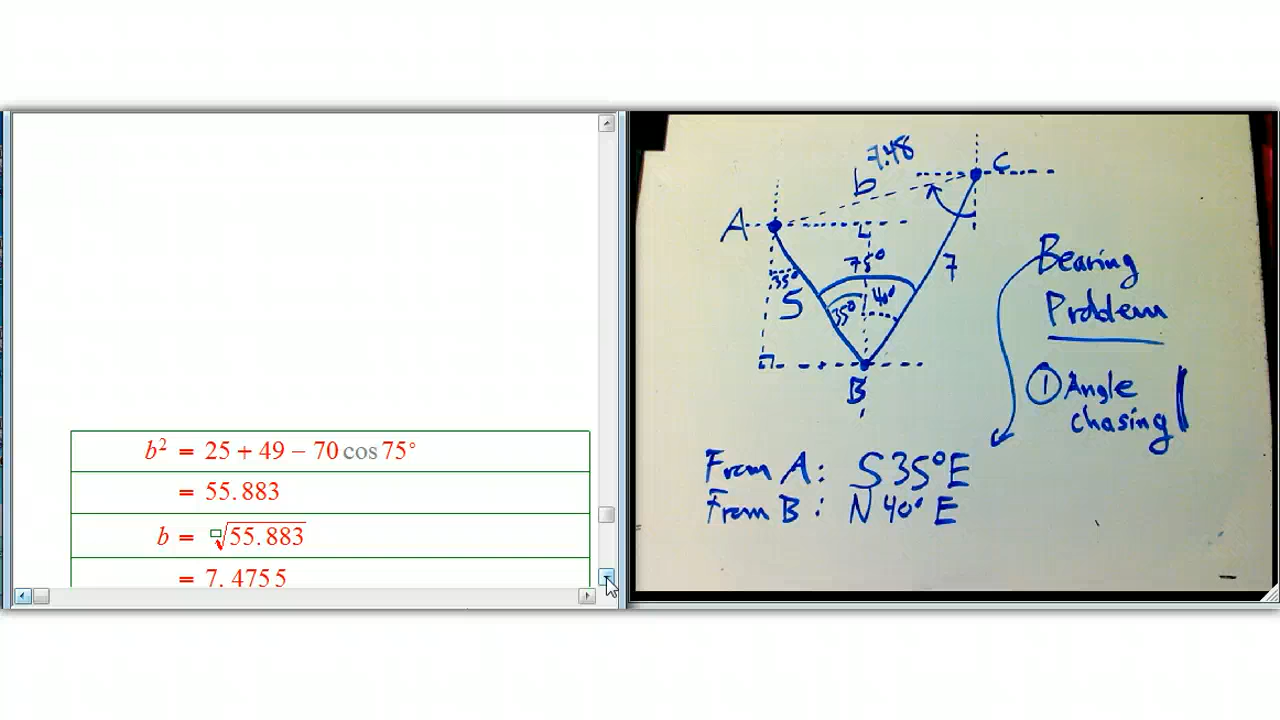 b² = 25 + 49 − 70 cos 75°
= 55.883
b = √55.883
= 7.4755
7.48
b
C
A
75°
7
35°
5
35°
40°
B
Bearing
Problem
① Angle
chasing
From A: S 35° E
From B: N 40° E